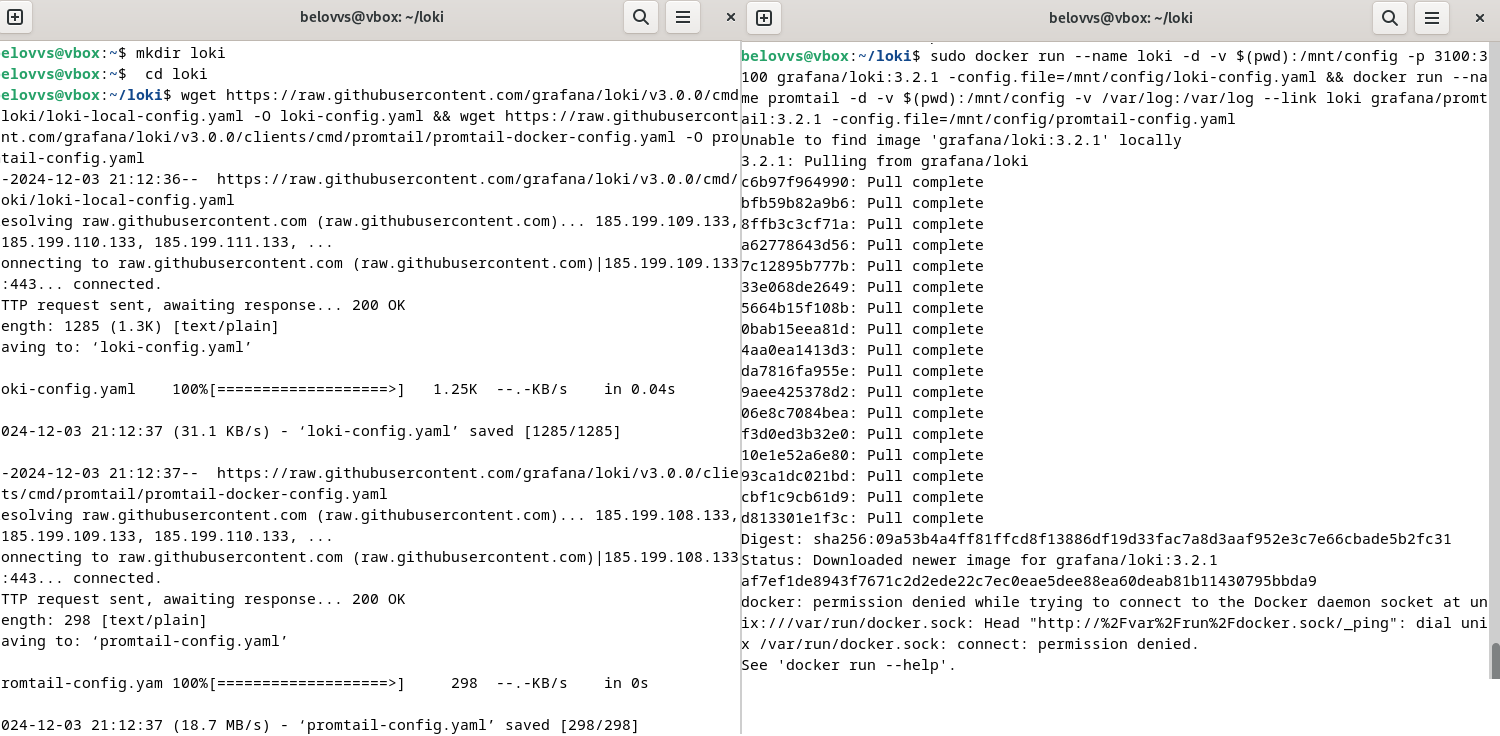 belovvs@vbox: ~/loki
elovvs@vbox:~$ mkdir loki
elovvs@vbox:~$  cd loki
elovvs@vbox:~/loki$ wget https://raw.githubusercontent.com/grafana/loki/v3.0.0/cmd
loki/loki-local-config.yaml -O loki-config.yaml && wget https://raw.githubusercont
nt.com/grafana/loki/v3.0.0/clients/cmd/promtail/promtail-docker-config.yaml -O pro
tail-config.yaml
-2024-12-03 21:12:36--  https://raw.githubusercontent.com/grafana/loki/v3.0.0/cmd/
oki/loki-local-config.yaml
esolving raw.githubusercontent.com (raw.githubusercontent.com)... 185.199.109.133,
185.199.110.133, 185.199.111.133, ...
onnecting to raw.githubusercontent.com (raw.githubusercontent.com)|185.199.109.133
:443... connected.
TTP request sent, awaiting response... 200 OK
ength: 1285 (1.3K) [text/plain]
aving to: ‘loki-config.yaml’
oki-config.yaml    100%[===================>]   1.25K  --.-KB/s    in 0.04s
024-12-03 21:12:37 (31.1 KB/s) - ‘loki-config.yaml’ saved [1285/1285]
-2024-12-03 21:12:37--  https://raw.githubusercontent.com/grafana/loki/v3.0.0/clie
ts/cmd/promtail/promtail-docker-config.yaml
esolving raw.githubusercontent.com (raw.githubusercontent.com)... 185.199.108.133,
185.199.109.133, 185.199.110.133, ...
onnecting to raw.githubusercontent.com (raw.githubusercontent.com)|185.199.108.133
:443... connected.
TTP request sent, awaiting response... 200 OK
ength: 298 [text/plain]
aving to: ‘promtail-config.yaml’
romtail-config.yam 100%[===================>]     298  --.-KB/s    in 0s
024-12-03 21:12:37 (18.7 MB/s) - ‘promtail-config.yaml’ saved [298/298]
belovvs@vbox: ~/loki
belovvs@vbox:~/loki$ sudo docker run --name loki -d -v $(pwd):/mnt/config -p 3100:3
100 grafana/loki:3.2.1 -config.file=/mnt/config/loki-config.yaml && docker run --na
me promtail -d -v $(pwd):/mnt/config -v /var/log:/var/log --link loki grafana/promt
ail:3.2.1 -config.file=/mnt/config/promtail-config.yaml
Unable to find image 'grafana/loki:3.2.1' locally
3.2.1: Pulling from grafana/loki
c6b97f964990: Pull complete
bfb59b82a9b6: Pull complete
8ffb3c3cf71a: Pull complete
a62778643d56: Pull complete
7c12895b777b: Pull complete
33e068de2649: Pull complete
5664b15f108b: Pull complete
0bab15eea81d: Pull complete
4aa0ea1413d3: Pull complete
da7816fa955e: Pull complete
9aee425378d2: Pull complete
06e8c7084bea: Pull complete
f3d0ed3b32e0: Pull complete
10e1e52a6e80: Pull complete
93ca1dc021bd: Pull complete
cbf1c9cb61d9: Pull complete
d813301e1f3c: Pull complete
Digest: sha256:09a53b4a4ff81ffcd8f13886df19d33fac7a8d3aaf952e3c7e66cbade5b2fc31
Status: Downloaded newer image for grafana/loki:3.2.1
af7ef1de8943f7671c2d2ede22c7ec0eae5dee88ea60deab81b11430795bbda9
docker: permission denied while trying to connect to the Docker daemon socket at un
ix:///var/run/docker.sock: Head "http://%2Fvar%2Frun%2Fdocker.sock/_ping": dial uni
x /var/run/docker.sock: connect: permission denied.
See 'docker run --help'.